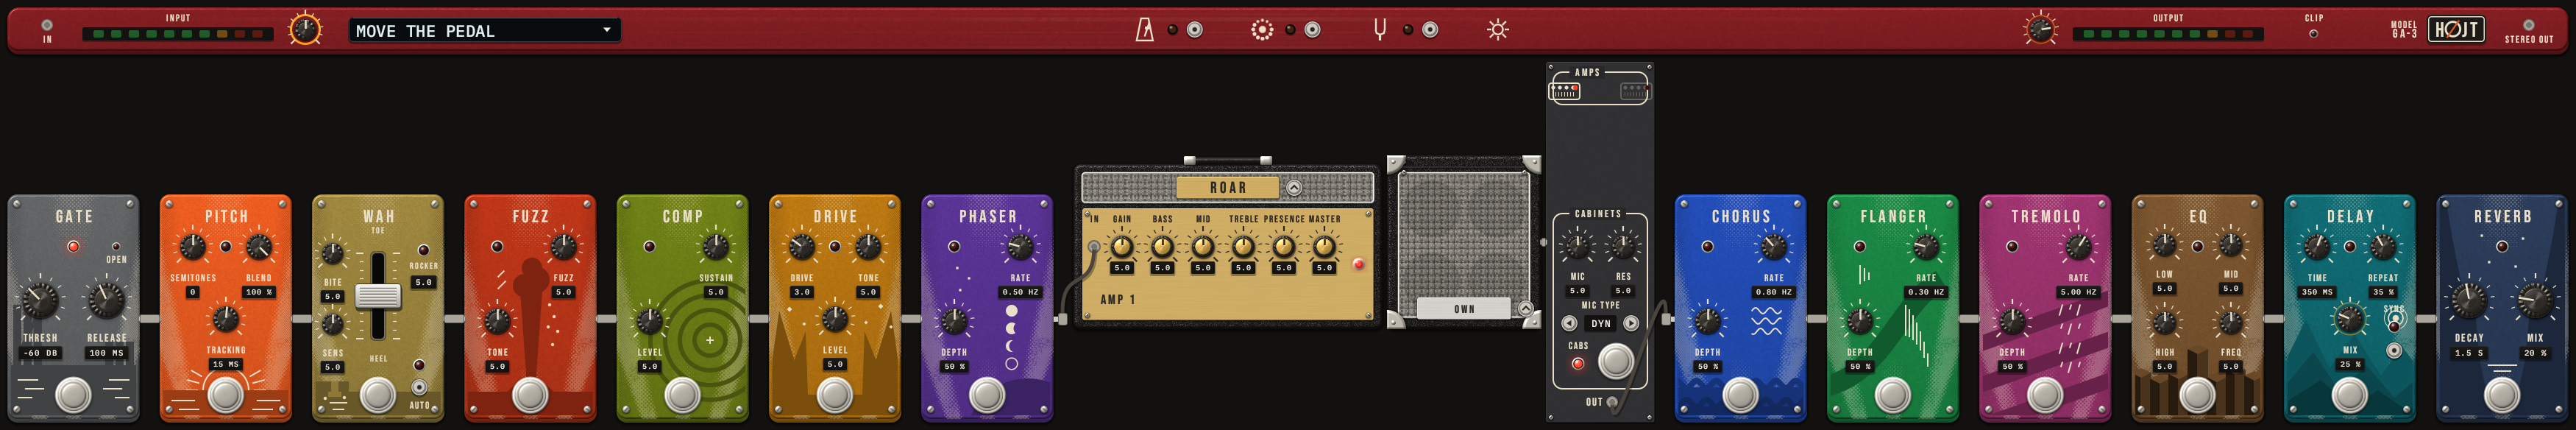 INPUT
IN
MOVE THE PEDAL
OUTPUT
CLIP
MODEL
GA-3
HØJT
STEREO OUT
AMPS
GATE
OPEN
THRESH
RELEASE
-60 DB
100 MS
PITCH
SEMITONES
BLEND
0
100 %
TRACKING
15 MS
WAH
TOE
ROCKER
5.0
BITE
5.0
SENS
5.0
HEEL
AUTO
FUZZ
FUZZ
5.0
TONE
5.0
COMP
SUSTAIN
5.0
LEVEL
5.0
DRIVE
DRIVE
TONE
3.0
5.0
LEVEL
5.0
PHASER
RATE
0.50 HZ
DEPTH
50 %
ROAR
IN GAIN BASS MID TREBLE PRESENCE MASTER
5.0 5.0 5.0 5.0 5.0 5.0
AMP 1
OWN
CABINETS
MIC
RES
5.0
5.0
MIC TYPE
DYN
CABS
OUT
CHORUS
RATE
0.80 HZ
DEPTH
50 %
FLANGER
RATE
0.30 HZ
DEPTH
50 %
TREMOLO
RATE
5.00 HZ
DEPTH
50 %
EQ
LOW
MID
5.0
5.0
HIGH
FREQ
5.0
5.0
DELAY
TIME
REPEAT
350 MS
35 %
SYNC
MIX
25 %
REVERB
DECAY
MIX
1.5 S
20 %